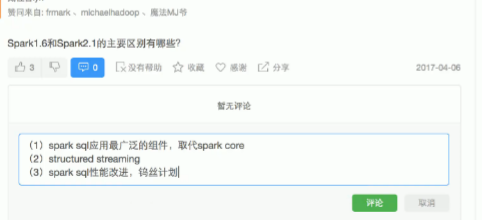 赞同来自: frmark 、 michaelhadoop 、 魔法MJ爷
Spark1.6和Spark2.1的主要区别有哪些?
3 0 没有帮助 收藏 感谢 分享 2017-04-06
暂无评论
（1）spark sql应用最广泛的组件，取代spark core
（2）structured streaming
（3）spark sql性能改进，钨丝计划
评论 取消